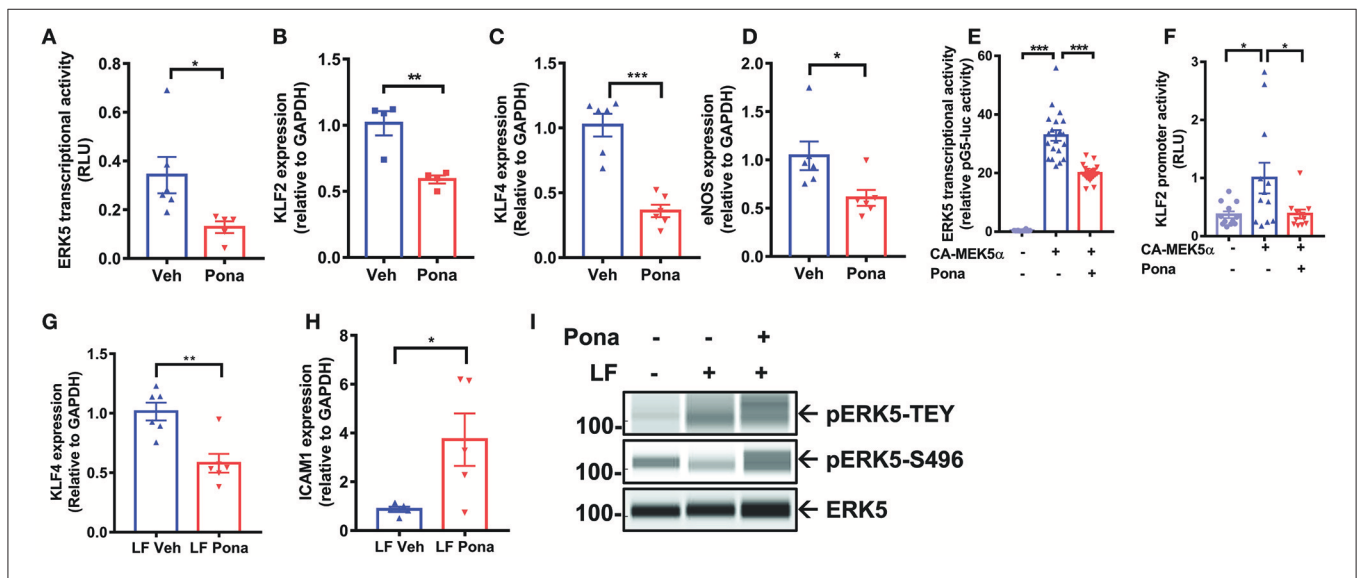 A
ERK5 transcriptional activity
(RLU)
0.8
0.6
0.4
0.2
0.0
*
Veh Pona
B
KLF2 expression
(relative to GAPDH)
1.5
1.0
0.5
0.0
**
Veh Pona
C
KLF4 expression
(Relative to GAPDH)
1.5
1.0
0.5
0.0
***
Veh Pona
D
eNOS expression
(relative to GAPDH)
2.0
1.5
1.0
0.5
0.0
*
Veh Pona
E
ERK5 transcriptional activity
(relative pG5-luc activity)
60
40
20
0
*** ***
CA-MEK5α - + +
Pona - - +
F
KLF2 promoter activity
(RLU)
3
2
1
0
* *
CA-MEK5α - + +
Pona - - +
G
KLF4 expression
(Relative to GAPDH)
1.5
1.0
0.5
0.0
**
LF Veh LF Pona
H
ICAM1 expression
(relative to GAPDH)
8
6
4
2
0
*
LF Veh LF Pona
I
Pona - - +
LF - + +
100- ← pERK5-TEY
100- ← pERK5-S496
100- ← ERK5